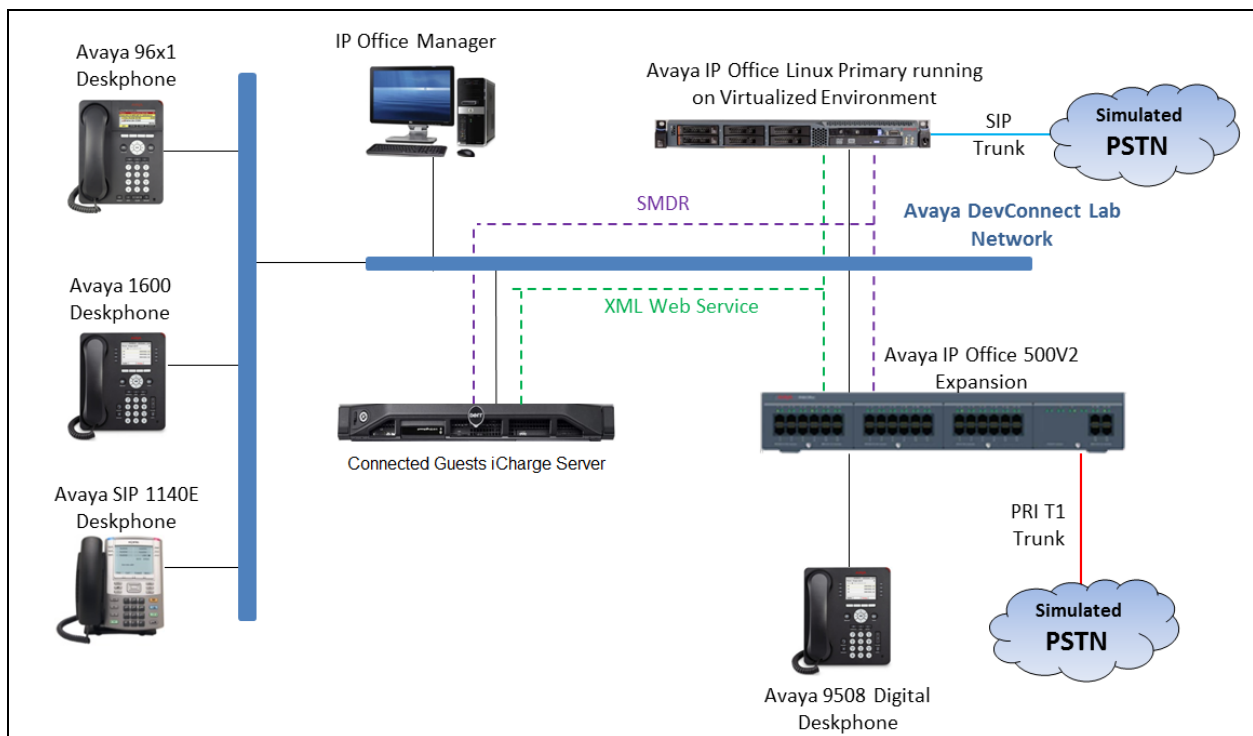 Avaya 96x1
Deskphone
IP Office Manager
Avaya IP Office Linux Primary running
on Virtualized Environment
SIP
Trunk
Simulated
PSTN
SMDR
Avaya DevConnect Lab
Network
Avaya 1600
Deskphone
XML Web Service
Avaya IP Office 500V2
Expansion
Connected Guests iCharge Server
Avaya SIP 1140E
Deskphone
PRI T1
Trunk
Simulated
PSTN
Avaya 9508 Digital
Deskphone